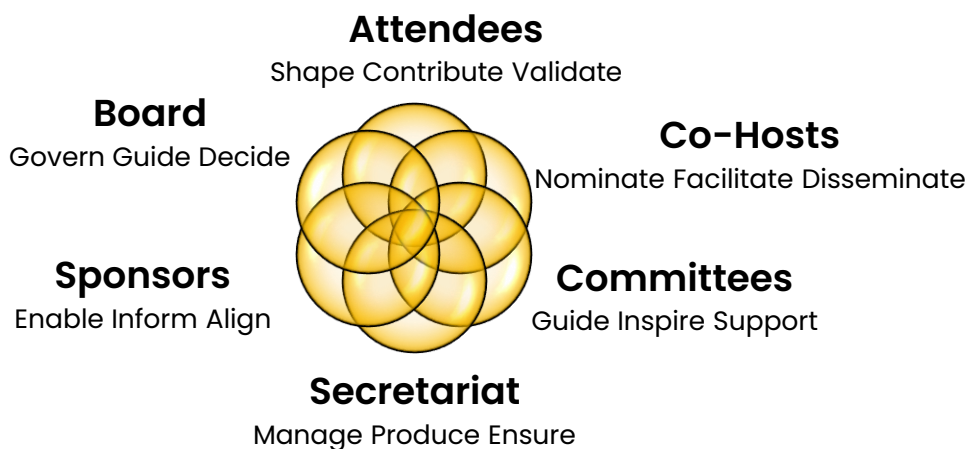 Attendees
Shape Contribute Validate
Board
Govern Guide Decide
Co-Hosts
Nominate Facilitate Disseminate
Sponsors
Enable Inform Align
Committees
Guide Inspire Support
Secretariat
Manage Produce Ensure